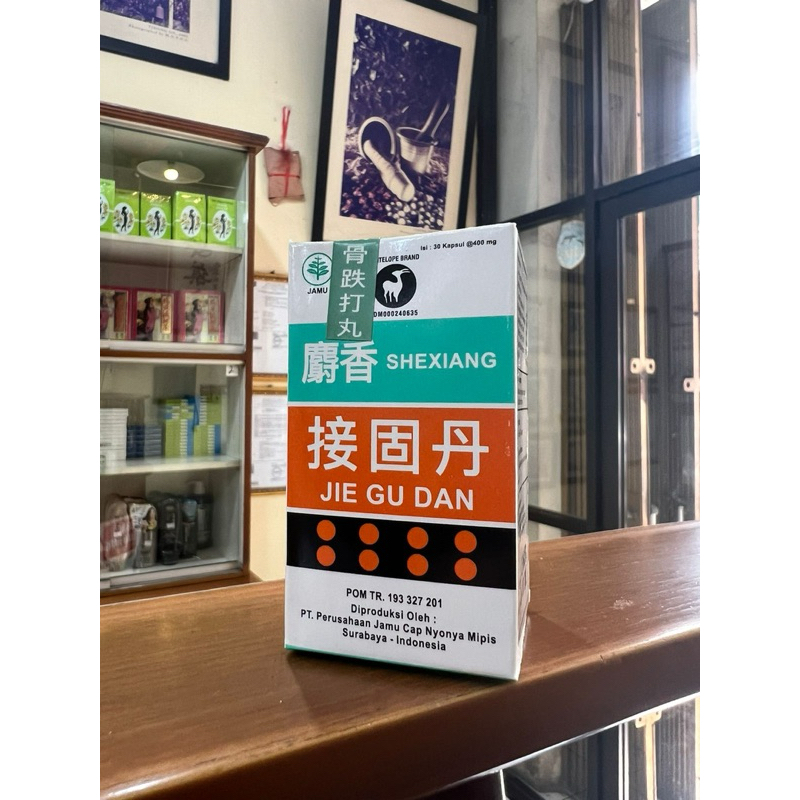 Isi : 30 Kapsul @400 mg
TELOPE BRAND
JAMU
DM000240635
骨跌打丸
麝香 SHEXIANG
接固丹
JIE GU DAN
POM TR. 193 327 201
Diproduksi Oleh :
PT. Perusahaan Jamu Cap Nyonya Mipis
Surabaya - Indonesia